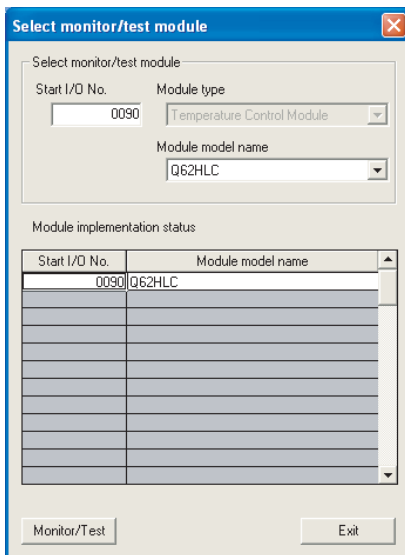 Select monitor/test module
Select monitor/test module
Start I/O No. Module type
0090 Temperature Control Module
Module model name
Q62HLC
Module implementation status
Start I/O No. Module model name
0090 Q62HLC
Monitor/Test Exit